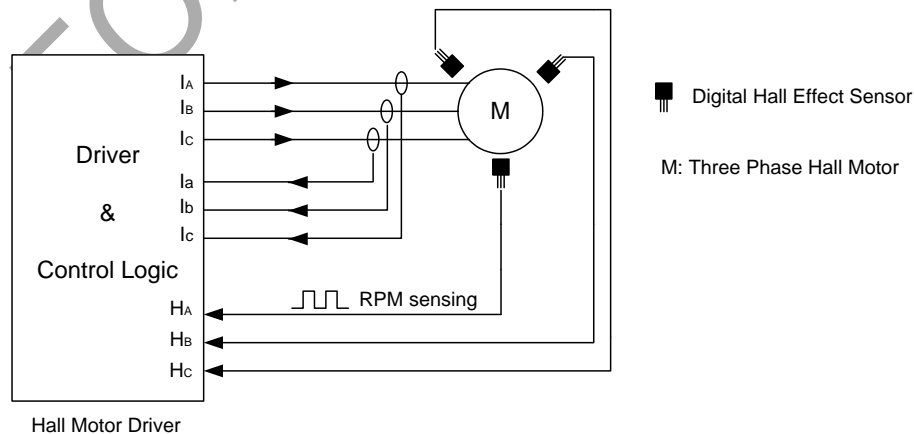 IA
IB
IC
Driver
&
Control Logic
Ia
Ib
Ic
HA
HB
HC
M
RPM sensing
Digital Hall Effect Sensor
M: Three Phase Hall Motor
Hall Motor Driver